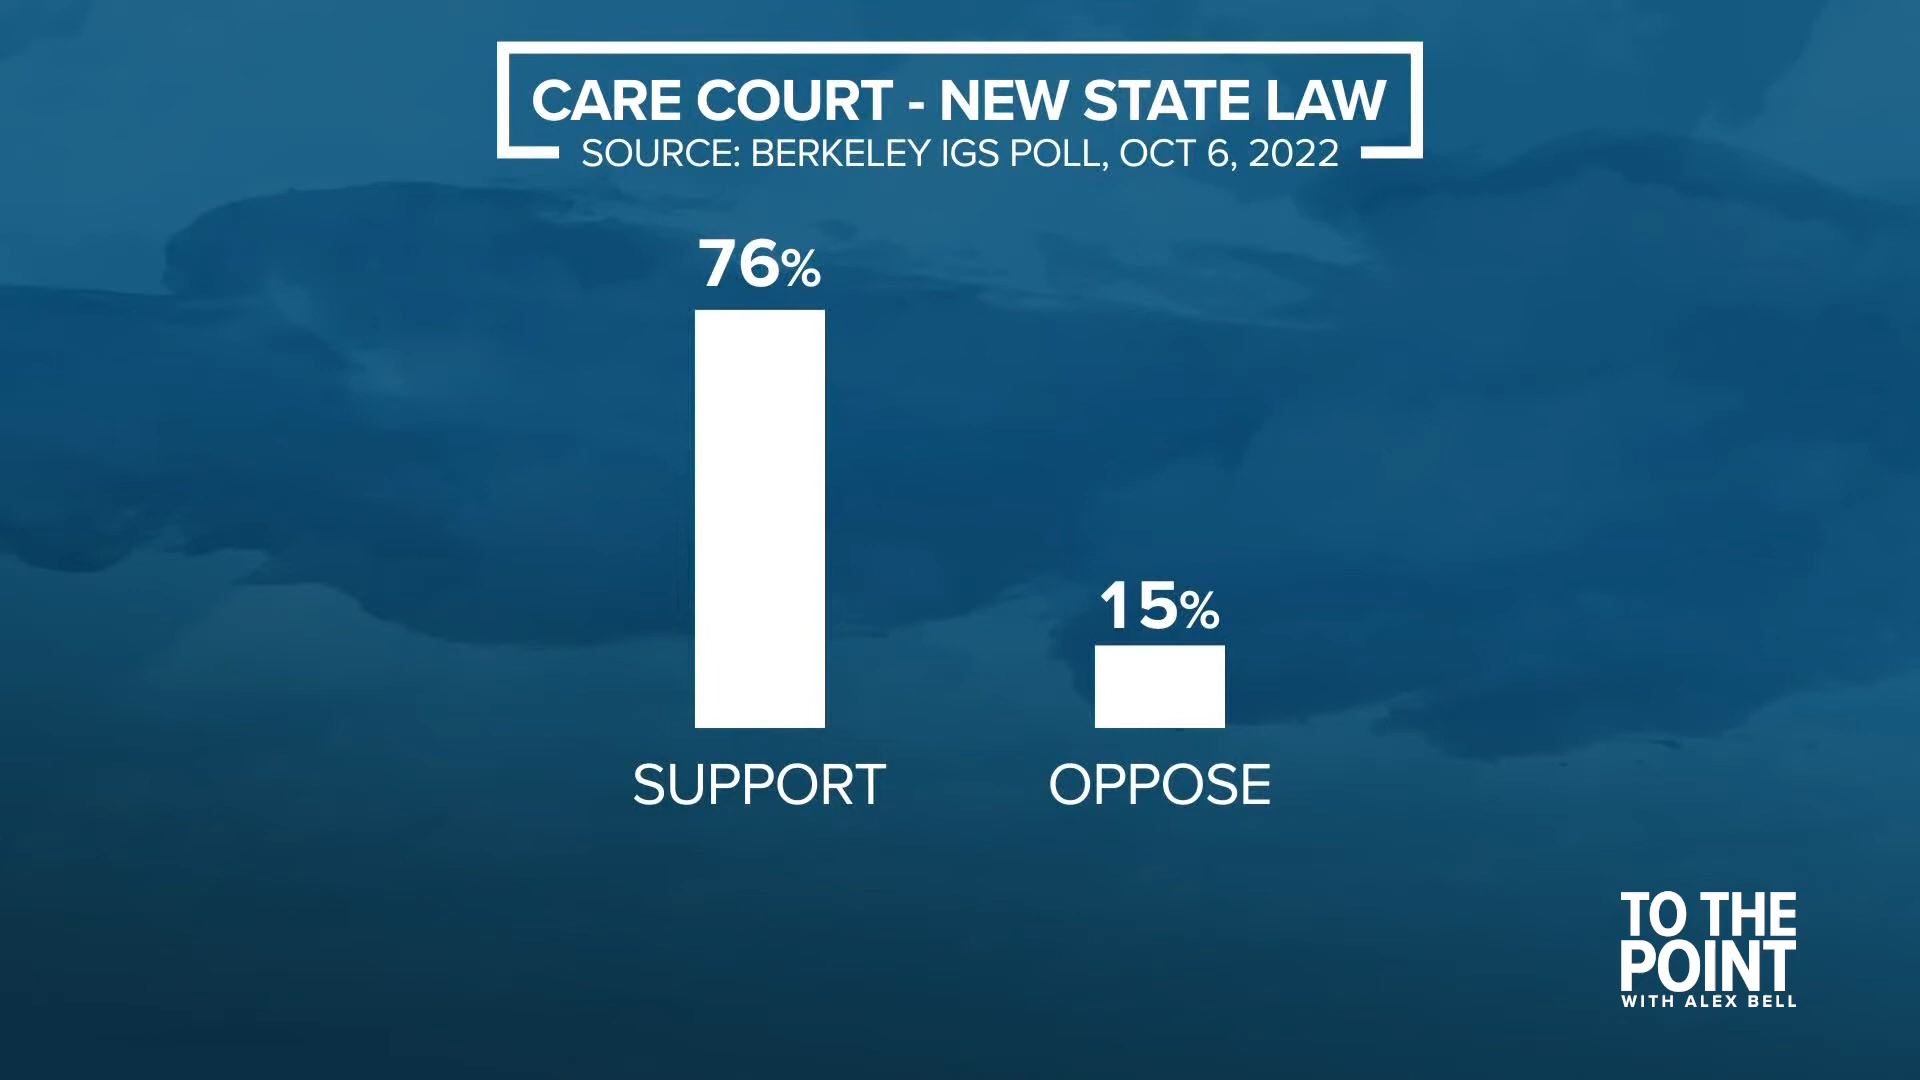 CARE COURT - NEW STATE LAW
SOURCE: BERKELEY IGS POLL, OCT 6, 2022
76%
15%
SUPPORT
OPPOSE
TO THE
POINT
WITH ALEX BELL